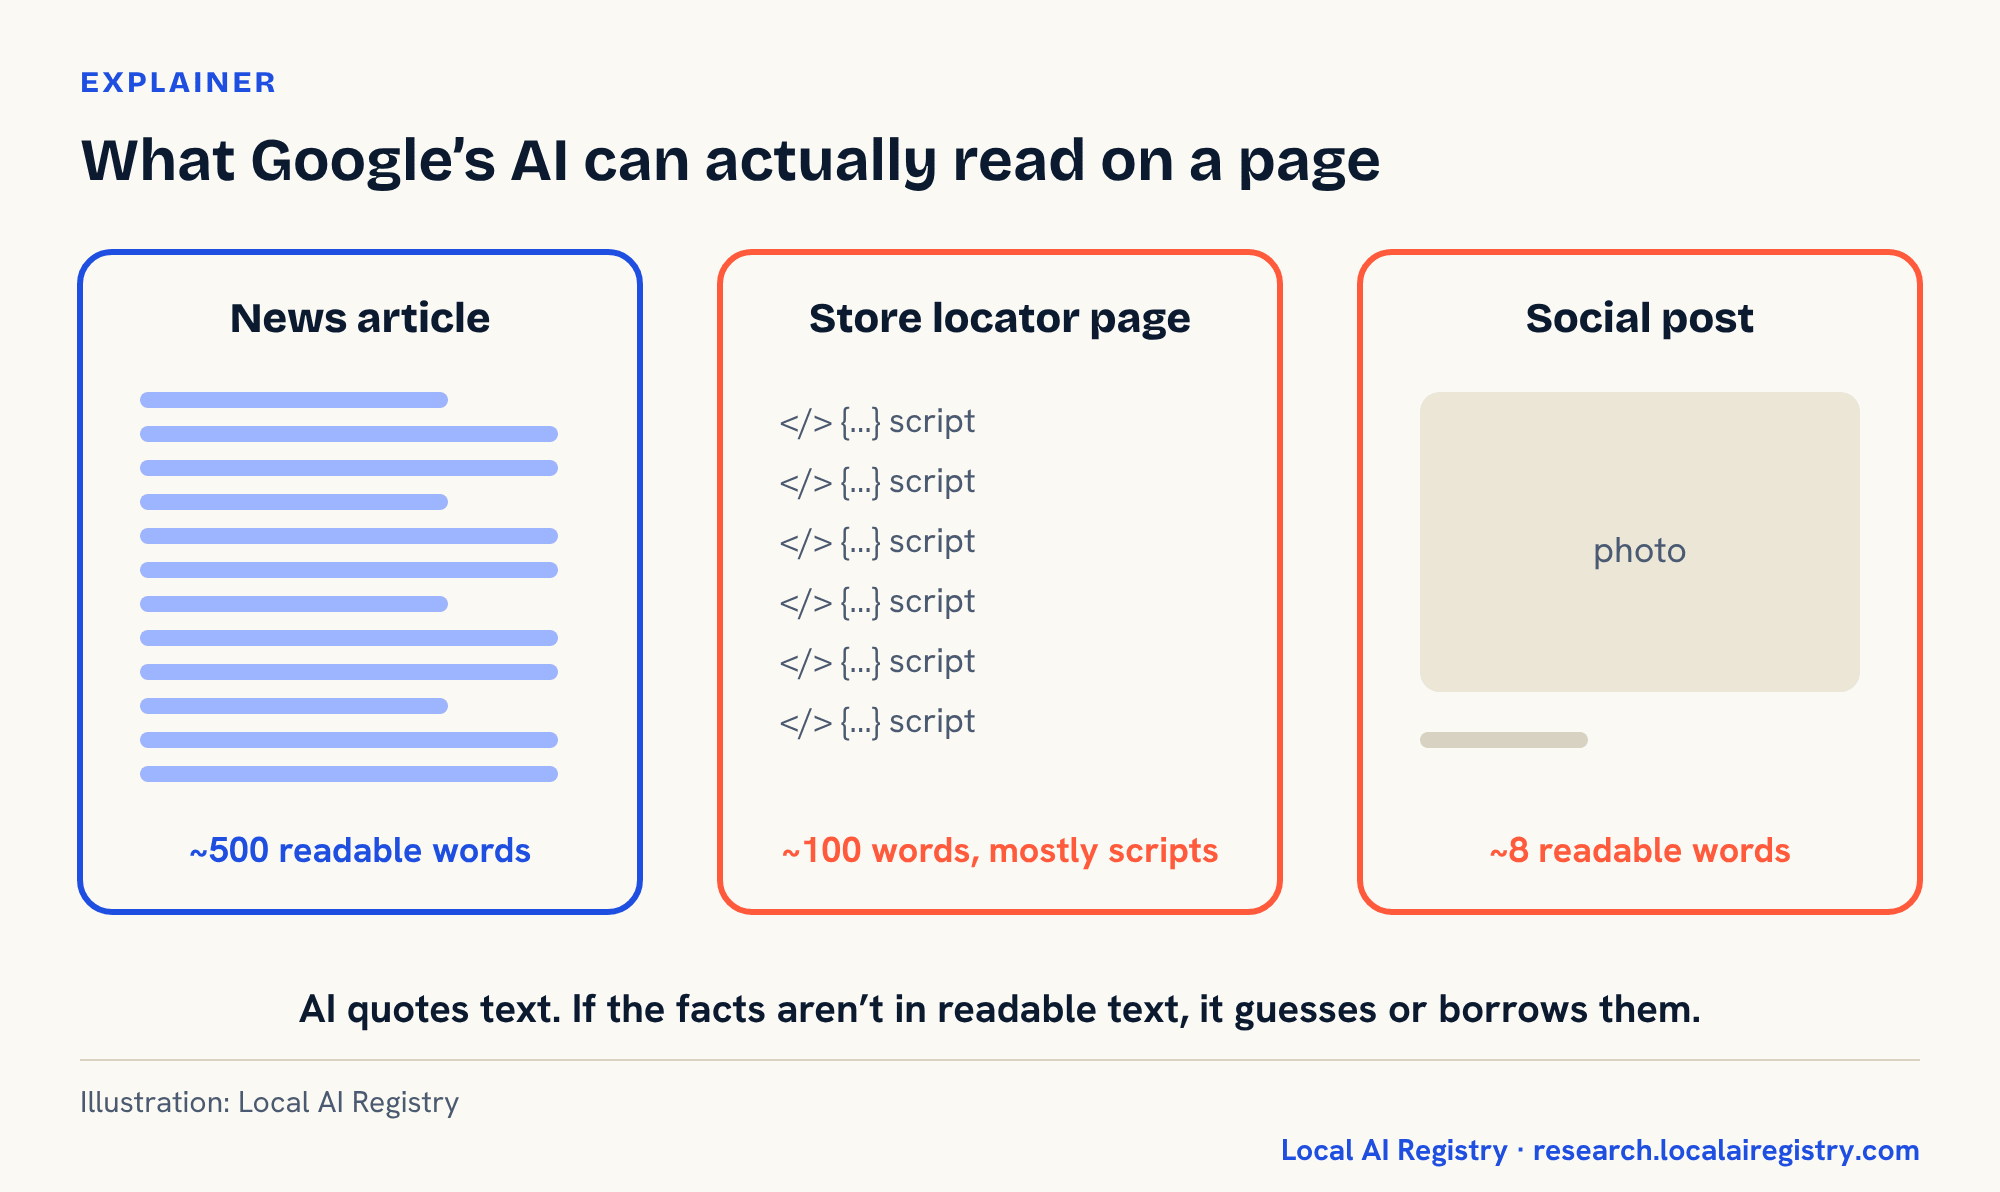 EXPLAINER
What Google’s AI can actually read on a page
News article
~500 readable words
Store locator page
</> {...} script
</> {...} script
</> {...} script
</> {...} script
</> {...} script
</> {...} script
~100 words, mostly scripts
Social post
photo
~8 readable words
AI quotes text. If the facts aren’t in readable text, it guesses or borrows them.
Illustration: Local AI Registry
Local AI Registry · research.localairegistry.com